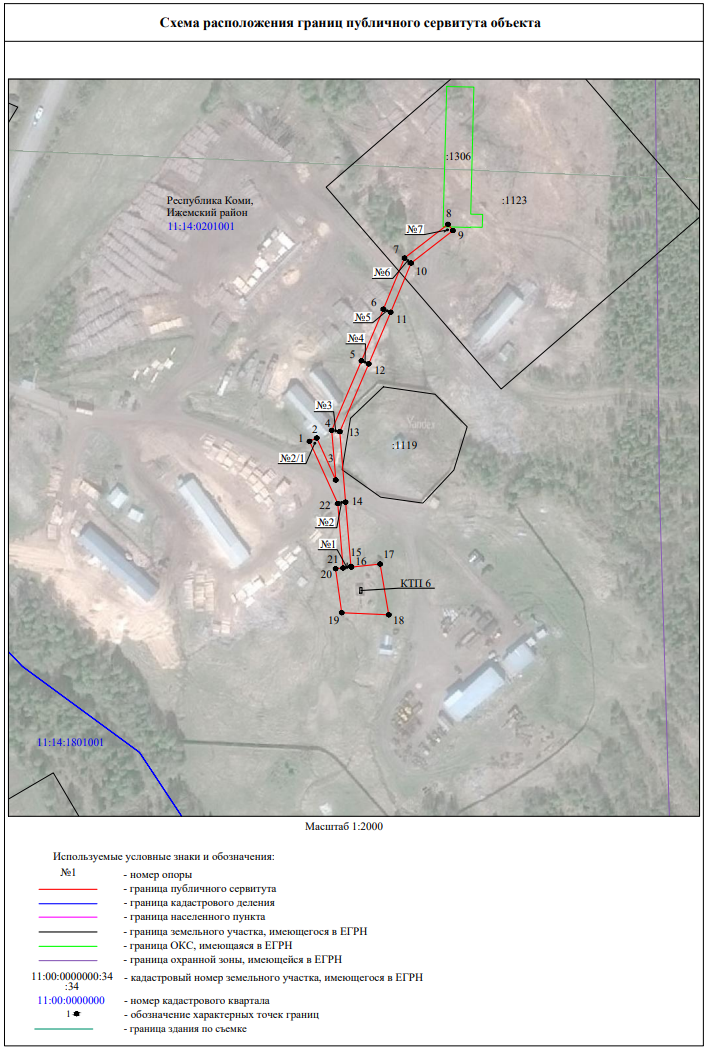 Схема расположения границ публичного сервитута объекта
:1306
:1123
Республика Коми,
Ижемский район
11:14:0201001
8
№7
9
7
10
№6
6
№5
11
№4
5
12
№3
4
13
2
1
:1119
3
№2/1
14
22
№2
№1
15
17
21
16
20
КТП 6
19
18
11:14:1801001
Масштаб 1:2000
Используемые условные знаки и обозначения:
№1 - номер опоры
- граница публичного сервитута
- граница кадастрового деления
- граница населенного пункта
- граница земельного участка, имеющегося в ЕГРН
- граница ОКС, имеющаяся в ЕГРН
- граница охранной зоны, имеющейся в ЕГРН
11:00:0000000:34 - кадастровый номер земельного участка, имеющегося в ЕГРН
:34
11:00:0000000 - номер кадастрового квартала
1 - обозначение характерных точек границ
- граница здания по съемке